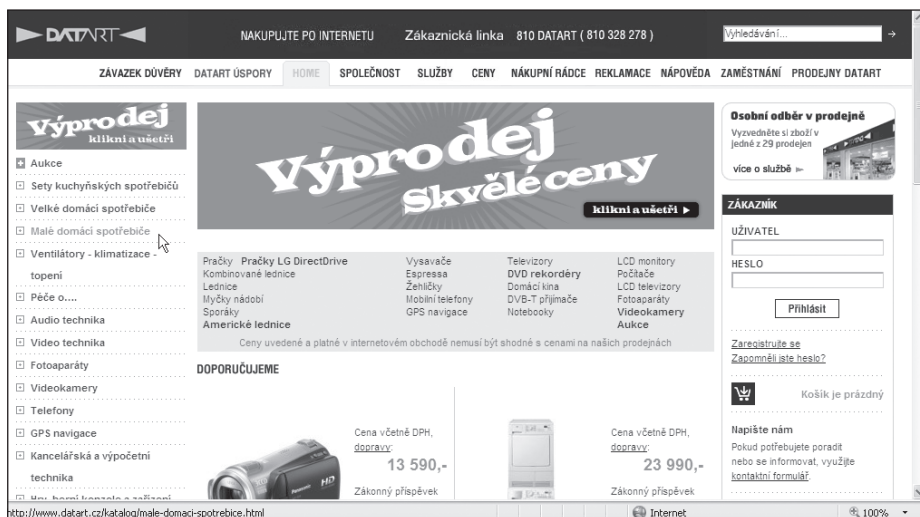 DATART
NAKUPUJTE PO INTERNETU Zákaznická linka 810 DATART ( 810 328 278 )
Vyhledávání...
ZÁVAZEK DŮVĚRY DATART ÚSPORY HOME SPOLEČNOST SLUŽBY CENY NÁKUPNÍ RÁDCE REKLAMACE NÁPOVĚDA ZAMĚSTNÁNÍ PRODEJNY DATART
Výprodej
klikni a ušetři
Aukce
Sety kuchyňských spotřebičů
Velké domácí spotřebiče
Malé domácí spotřebiče
Ventilátory - klimatizace -
topení
Péče o....
Audio technika
Video technika
Fotoaparáty
Videokamery
Telefony
GPS navigace
Kancelářská a výpočetní
technika
Hry, herní konzole a zařízení
Výprodej
Skvělé ceny
klikni a ušetři
Pračky Pračky LG DirectDrive
Kombinované lednice
Lednice
Myčky nádobí
Sporáky
Americké lednice
Vysavače
Espressa
Žehličky
Mobilní telefony
GPS navigace
Televizory
DVD rekordéry
Domácí kina
DVB-T přijímače
Notebooky
LCD monitory
Počítače
LCD televizory
Fotoaparáty
Videokamery
Aukce
Ceny uvedené a platné v internetovém obchodě nemusí být shodné s cenami na našich prodejnách
DOPORUČUJEME
Cena včetně DPH,
dopravy:
13 590,-
Zákonný příspěvek
Panasonic
HD
Cena včetně DPH,
dopravy:
23 990,-
Zákonný příspěvek
Osobní odběr v prodejně
Vyzvedněte si zboží v
jedné z 29 prodejen
více o službě
ZÁKAZNÍK
UŽIVATEL
HESLO
Přihlásit
Zaregistrujte se
Zapomněli jste heslo?
Košík je prázdný
Napište nám
Pokud potřebujete poradit
nebo se informovat, využijte
kontaktní formulář.
http://www.datart.cz/katalog/male-domaci-spotrebice.html
Internet
100%